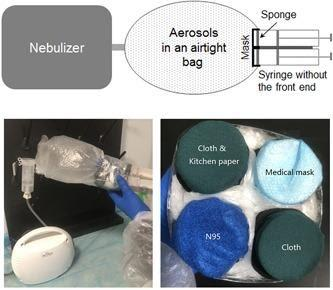 Nebulizer
Aerosols
in an airtight
bag
Mask
Sponge
Syringe without
the front end
Cloth &
Kitchen paper
Medical mask
N95
Cloth